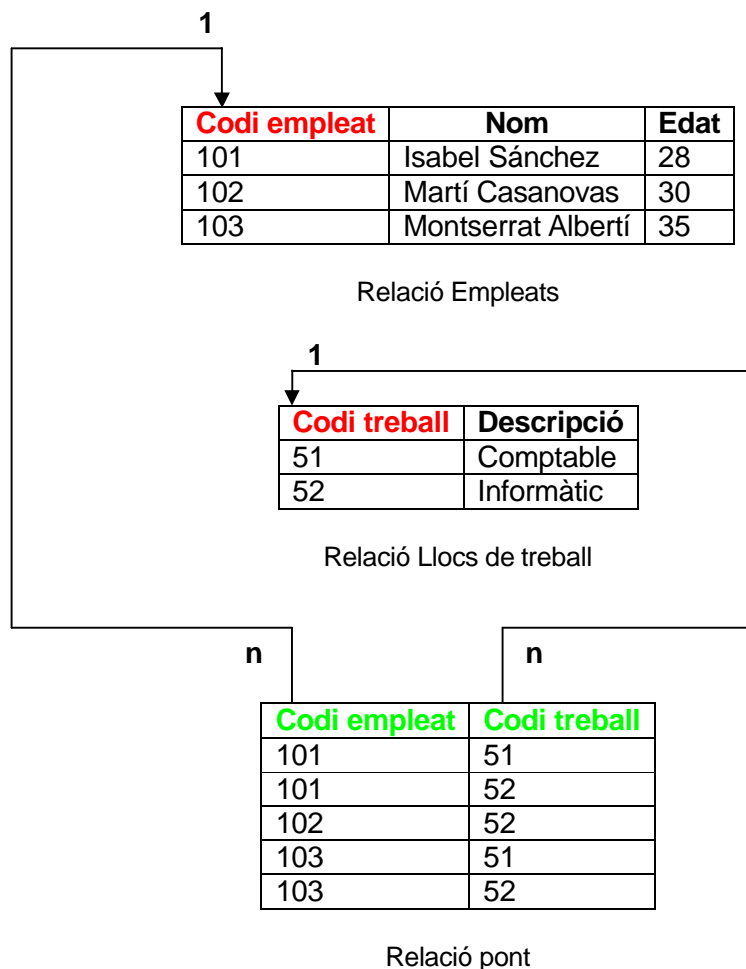 1
Codi empleat Nom Edat
101 Isabel Sánchez 28
102 Martí Casanovas 30
103 Montserrat Albertí 35
Relació Empleats
1
Codi treball Descripció
51 Comptable
52 Informàtic
Relació Llocs de treball
n n
Codi empleat Codi treball
101 51
101 52
102 52
103 51
103 52
Relació pont